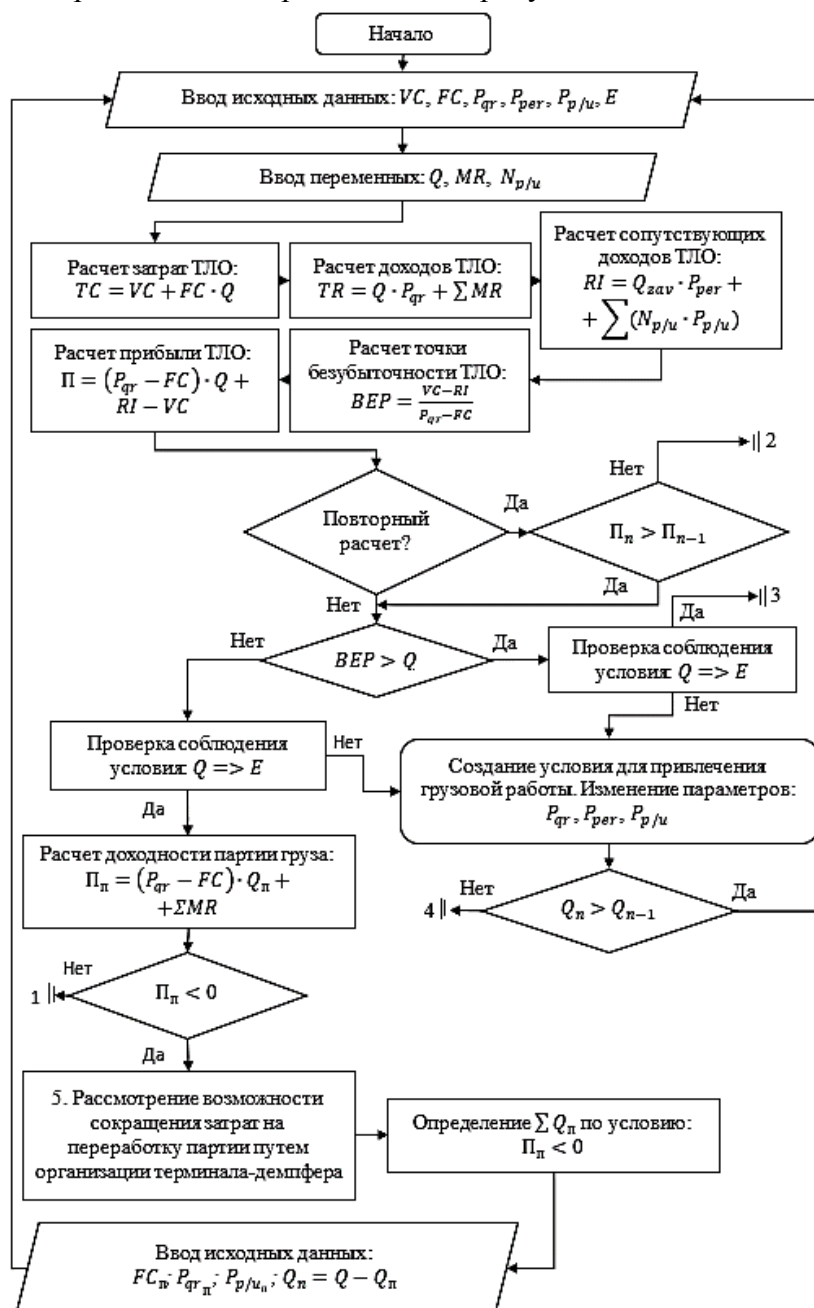 Начало
Ввод исходных данных: VC, FC, P_qr, P_per, P_p/u, E
Ввод переменных: Q, MR, N_p/u
Расчет затрат ТЛО:
TC = VC + FC · Q
Расчет доходов ТЛО:
TR = Q · P_qr + ∑ MR
Расчет сопутствующих
доходов ТЛО:
RI = Q_zav · P_per +
+ ∑(N_p/u · P_p/u)
Расчет прибыли ТЛО:
П = (P_qr − FC) · Q +
RI − VC
Расчет точки
безубыточности ТЛО:
BEP = (VC−RI)/(P_qr−FC)
2
Нет
Повторный
расчет?
Да
П_n > П_n−1
Да
Нет
3
Да
Нет
BEP > Q
Да
Проверка соблюдения
условия: Q => E
Нет
Проверка соблюдения
условия: Q => E
Нет
Создание условия для привлечения
грузовой работы. Изменение параметров:
P_qr, P_per, P_p/u
Да
Расчет доходности партии груза:
П_п = (P_qr − FC) · Q_п +
+ΣMR
4
Нет
Q_n > Q_n−1
Да
1
Нет
П_п < 0
Да
5. Рассмотрение возможности
сокращения затрат на
переработку партии путем
организации терминала-демпфера
Определение ∑ Q_п по условию:
П_п < 0
Ввод исходных данных:
FC_п; P_qr_п; P_p/u_п; Q_n = Q − Q_п